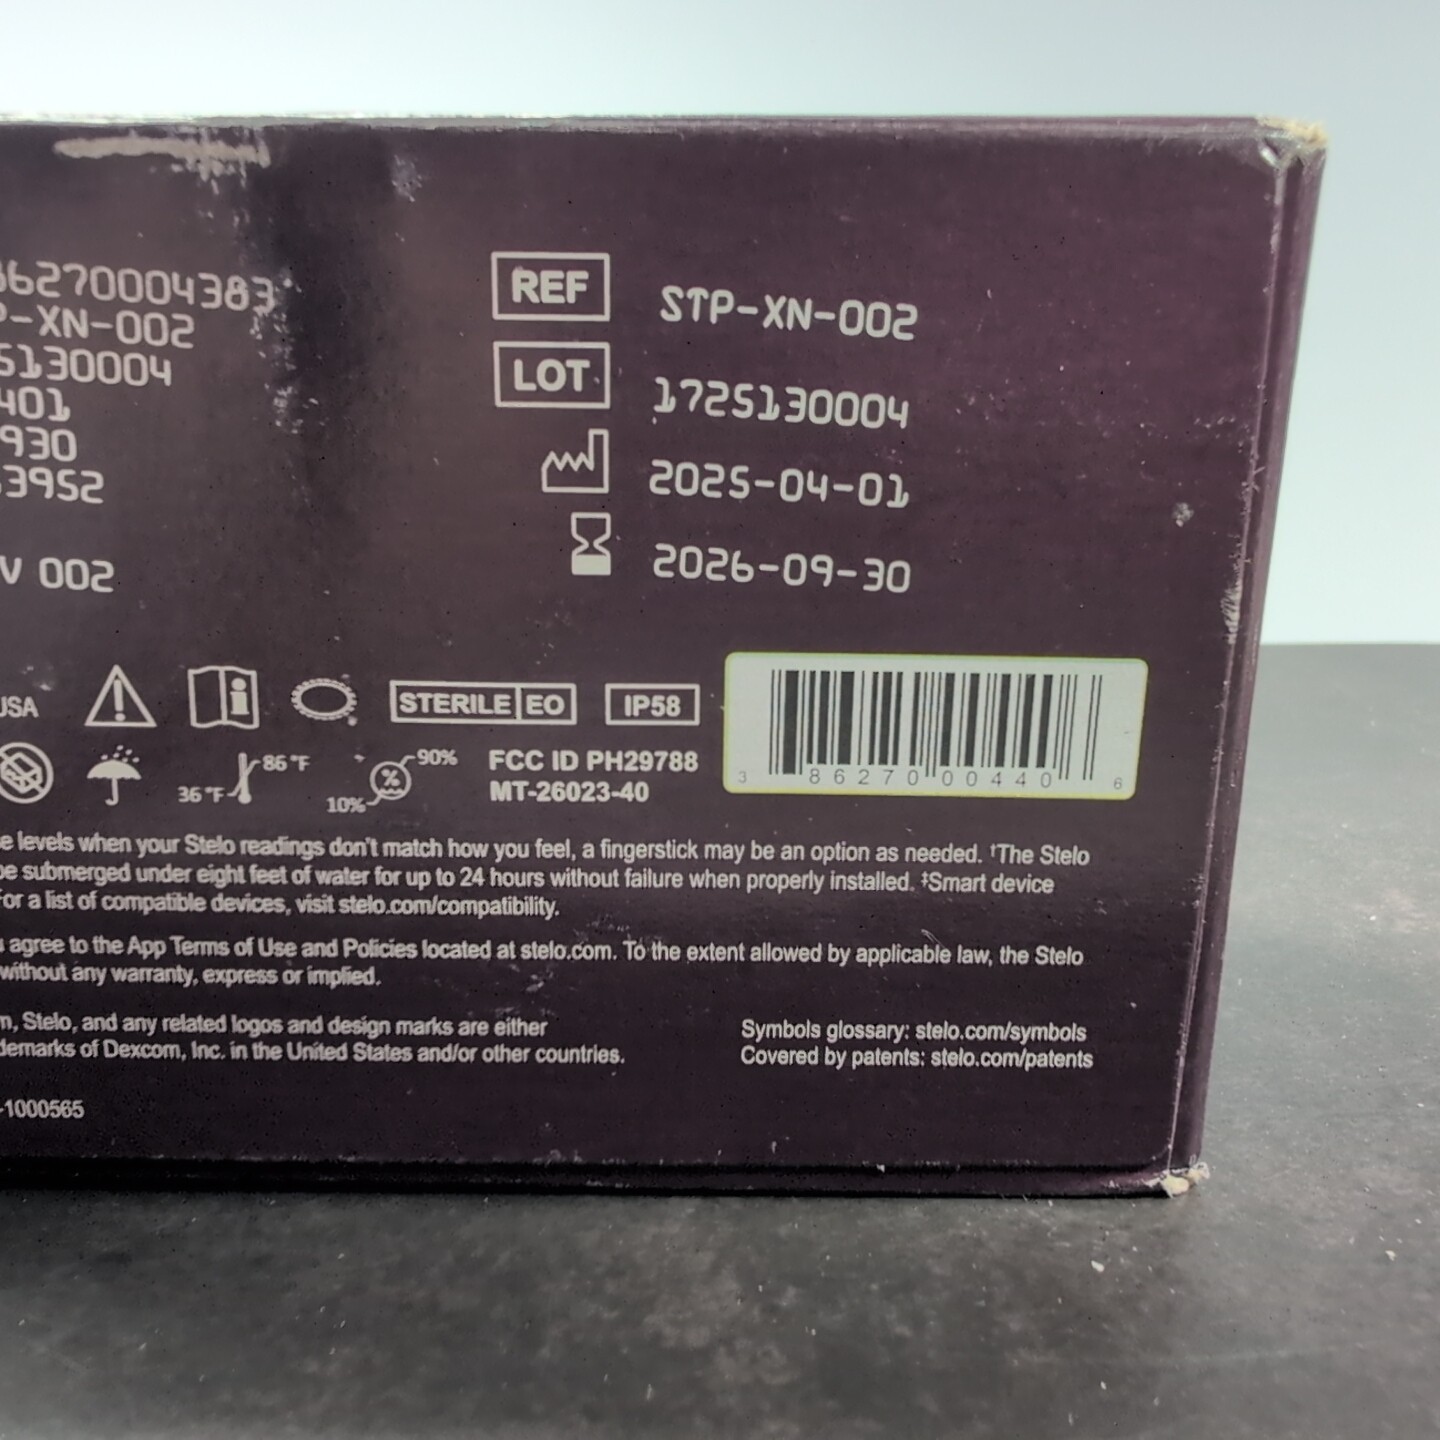 86270004383
P-XN-002
5130004
401
930
3952
V 002
REF STP-XN-002
LOT 1725130004
2025-04-01
2026-09-30
USA
STERILE EO IP58
36°F 86°F
10% % 90%
FCC ID PH29788
MT-26023-40
3 86270 00440 6
e levels when your Stelo readings don't match how you feel, a fingerstick may be an option as needed. †The Stelo
be submerged under eight feet of water for up to 24 hours without failure when properly installed. ‡Smart device
For a list of compatible devices, visit stelo.com/compatibility.
u agree to the App Terms of Use and Policies located at stelo.com. To the extent allowed by applicable law, the Stelo
without any warranty, express or implied.
m, Stelo, and any related logos and design marks are either
demarks of Dexcom, Inc. in the United States and/or other countries.
Symbols glossary: stelo.com/symbols
Covered by patents: stelo.com/patents
-1000565